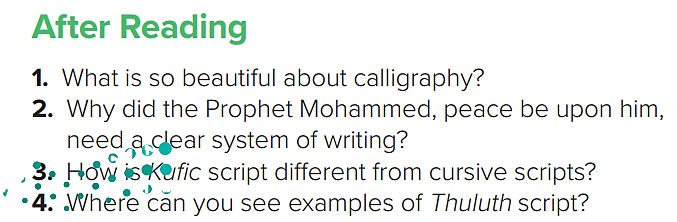 After Reading
1. What is so beautiful about calligraphy?
2. Why did the Prophet Mohammed, peace be upon him,
need a clear system of writing?
3. How is Kufic script different from cursive scripts?
4. Where can you see examples of Thuluth script?